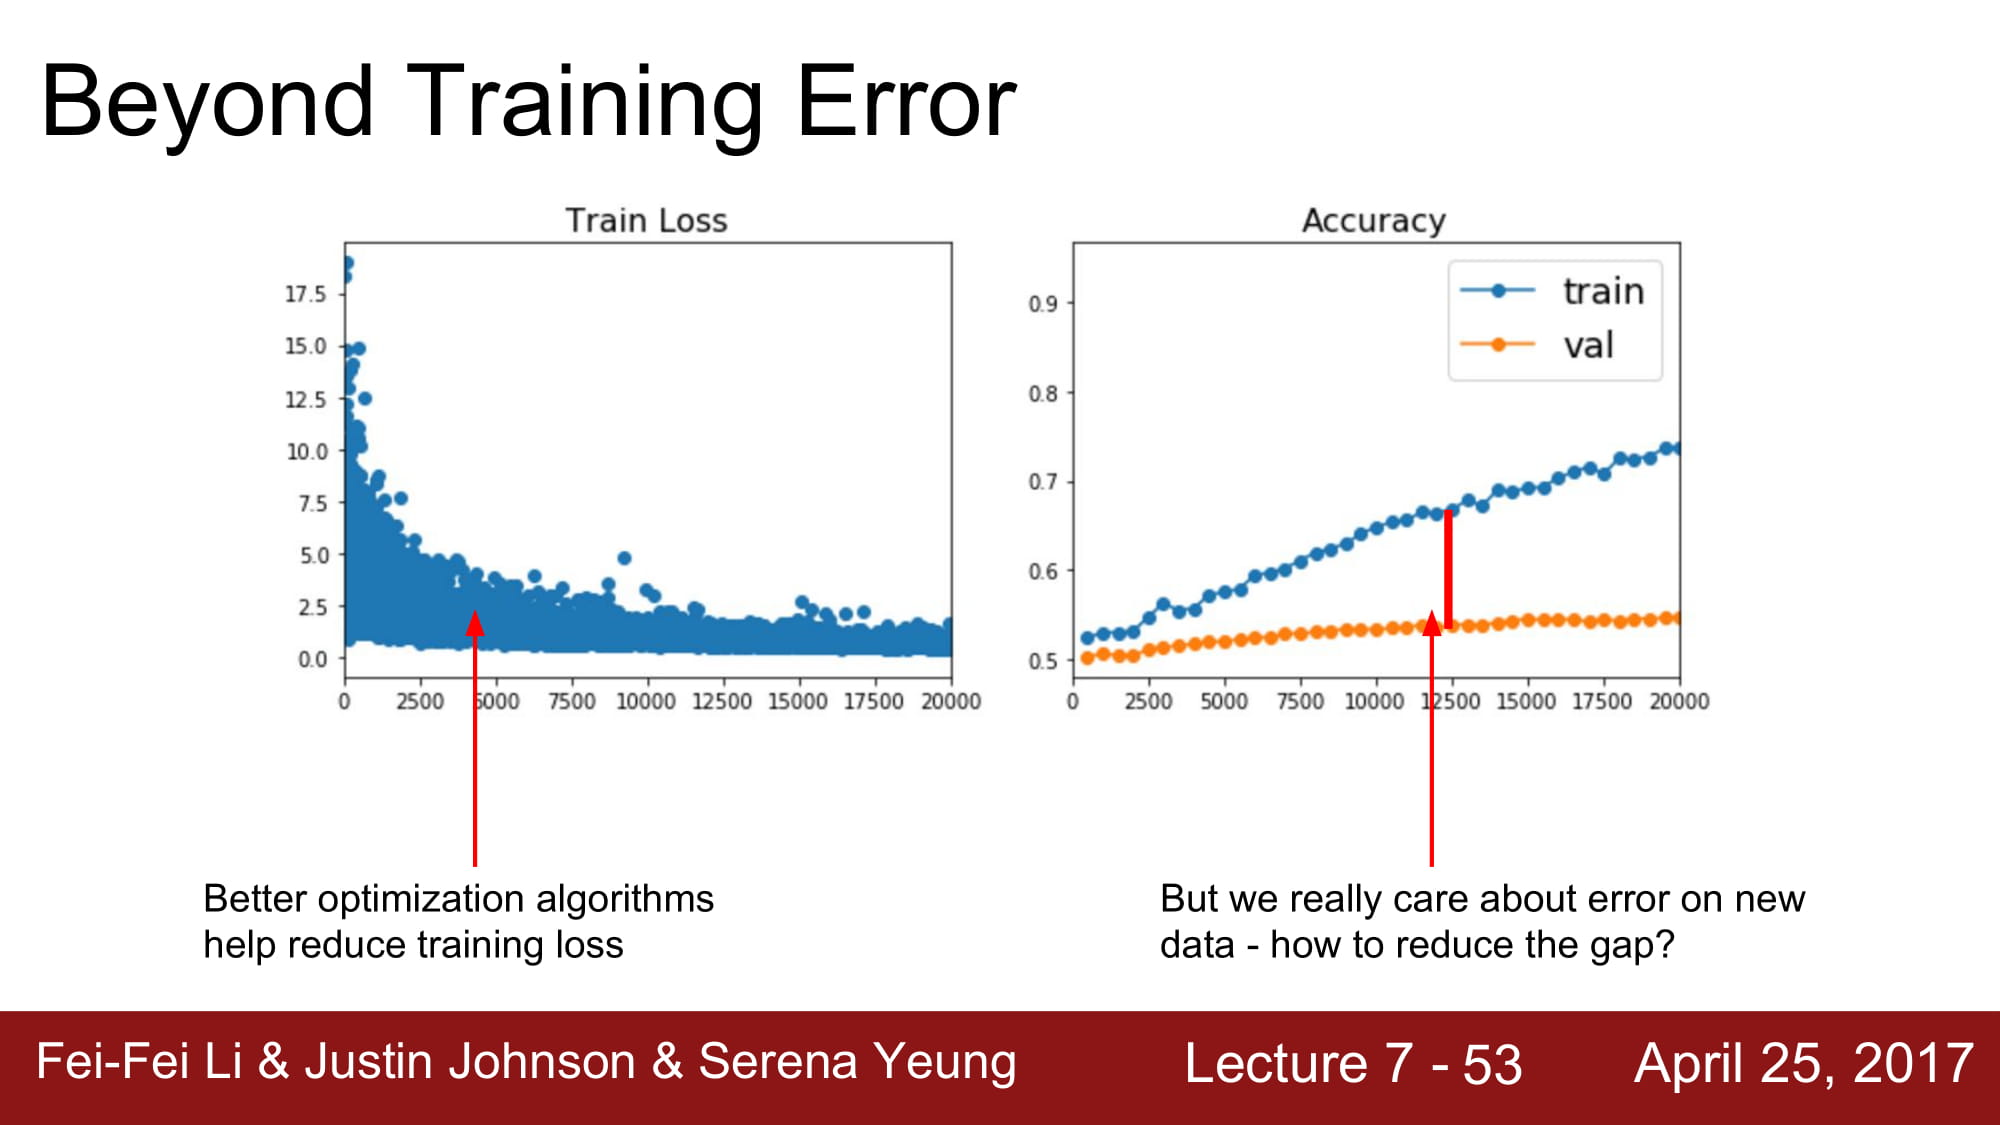 Beyond Training Error
Train Loss
17.5
15.0
12.5
10.0
7.5
5.0
2.5
0.0
0 2500 5000 7500 10000 12500 15000 17500 20000
Accuracy
train
val
0.9
0.8
0.7
0.6
0.5
0 2500 5000 7500 10000 12500 15000 17500 20000
Better optimization algorithms
help reduce training loss
But we really care about error on new
data - how to reduce the gap?
Fei-Fei Li & Justin Johnson & Serena Yeung Lecture 7 - 53 April 25, 2017